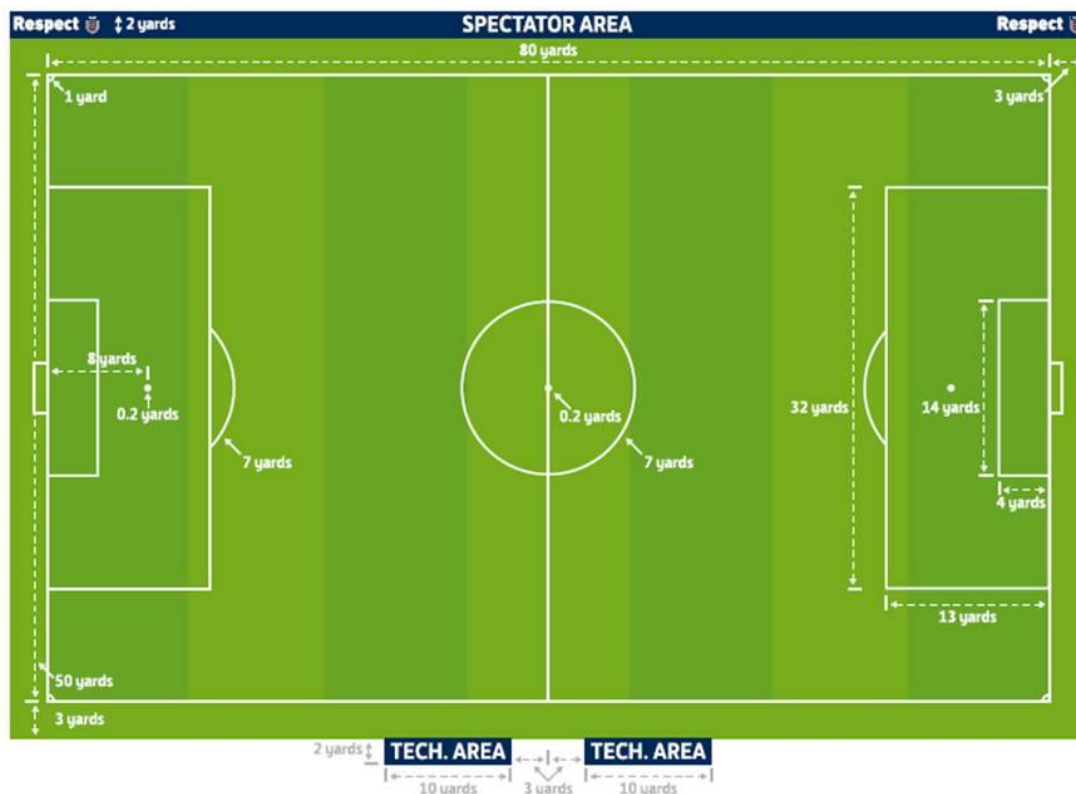 Respect 2 yards SPECTATOR AREA Respect
80 yards
1 yard 3 yards
8 yards
0.2 yards 0.2 yards 32 yards 14 yards
7 yards 7 yards
4 yards
13 yards
50 yards
3 yards
2 yards TECH. AREA TECH. AREA
10 yards 3 yards 10 yards